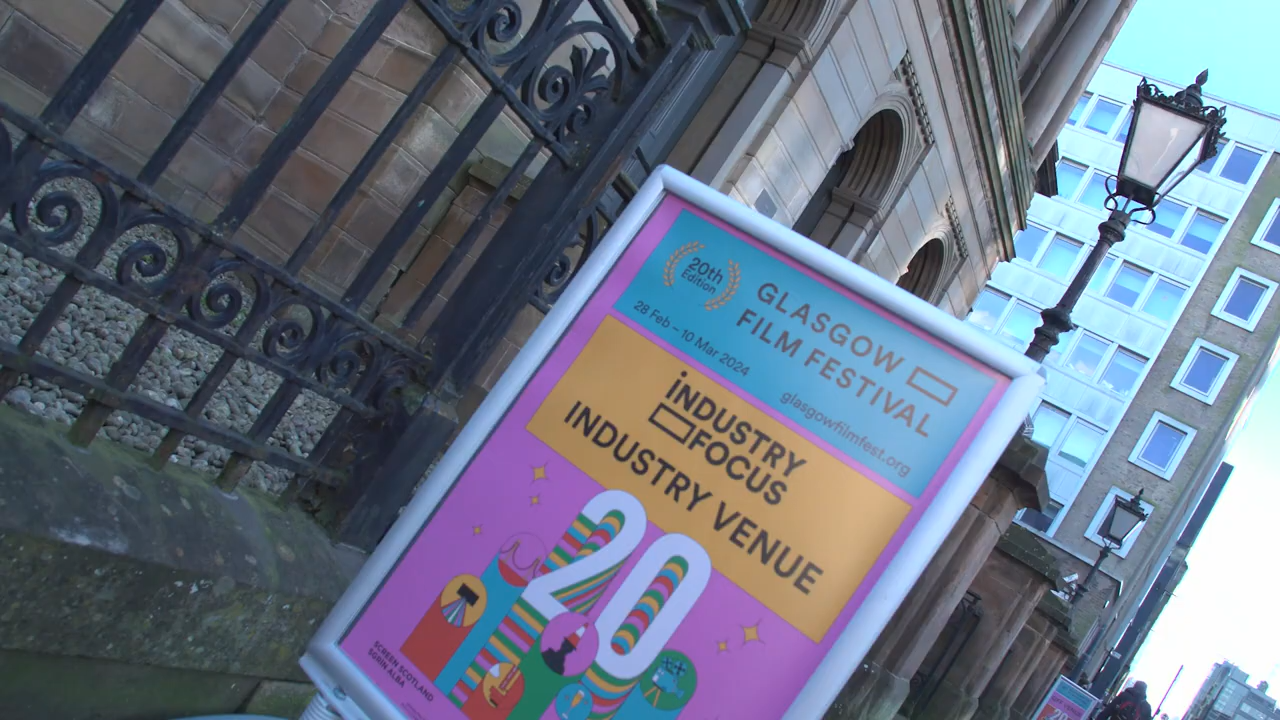 20th
Edition
GLASGOW
FILM FESTIVAL
28 Feb – 10 Mar 2024
glasgowfilmfest.org
iNDUSTRY
FOCUS
INDUSTRY VENUE
20
SCREEN SCOTLAND
SGRÌN ALBA